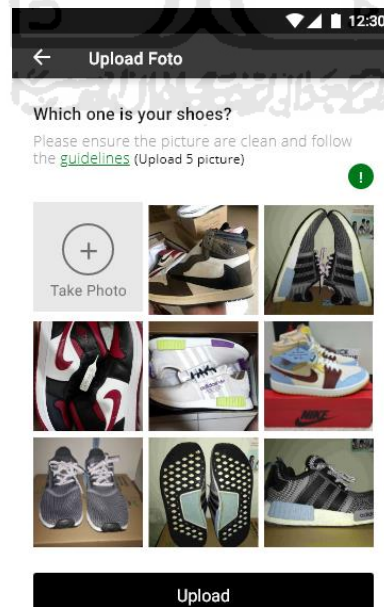 12:30
Upload Foto
Which one is your shoes?
Please ensure the picture are clean and follow
the guidelines (Upload 5 picture)
!
Take Photo
NIKE
Upload